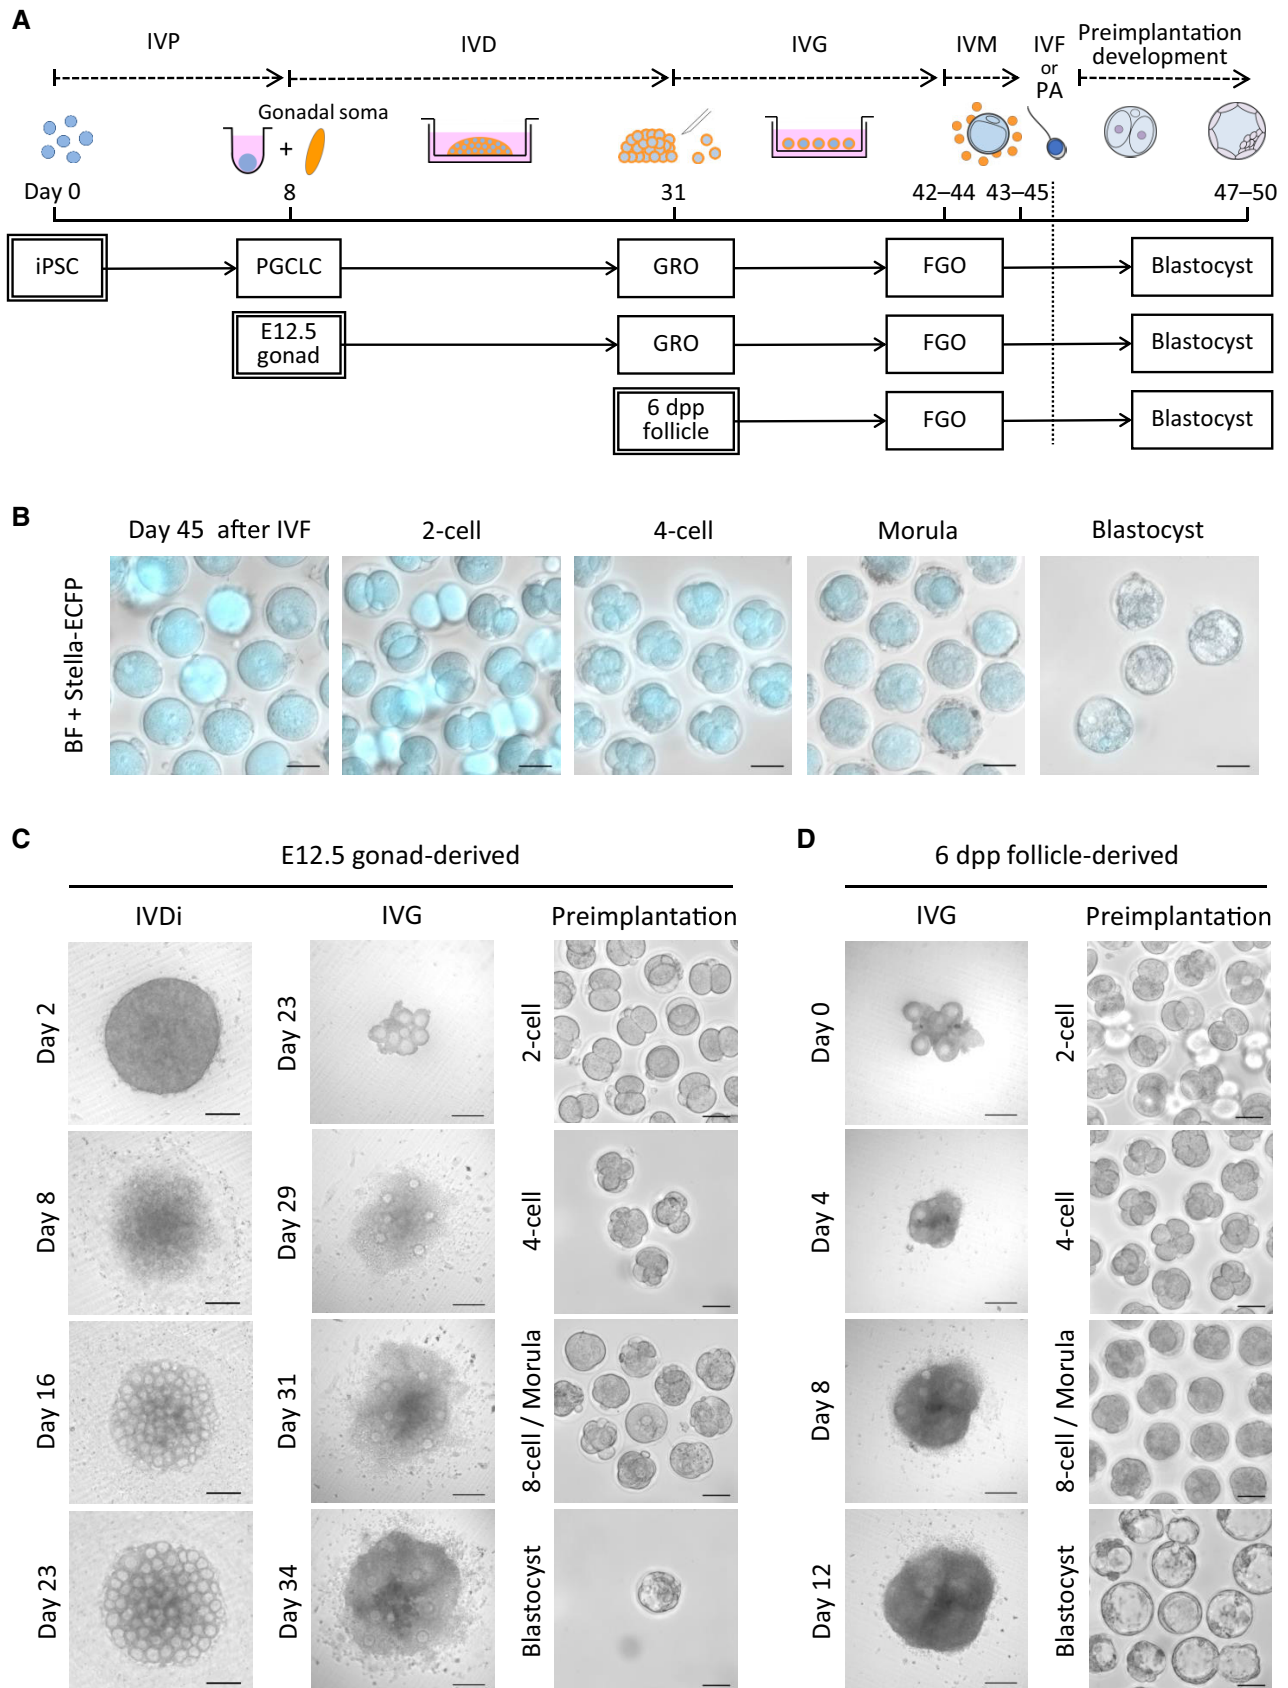 A
IVP
IVD
IVG
IVM
IVF
or
PA
Preimplantation
development
Gonadal soma
+
Day 0
8
31
42–44
43–45
47–50
iPSC
PGCLC
GRO
FGO
Blastocyst
E12.5
gonad
GRO
FGO
Blastocyst
6 dpp
follicle
FGO
Blastocyst
B
Day 45 after IVF
2-cell
4-cell
Morula
Blastocyst
BF + Stella-ECFP
C
E12.5 gonad-derived
IVDi
IVG
Preimplantation
Day 2
Day 23
2-cell
Day 8
Day 29
4-cell
Day 16
Day 31
8-cell / Morula
Day 23
Day 34
Blastocyst
D
6 dpp follicle-derived
IVG
Preimplantation
Day 0
2-cell
Day 4
4-cell
Day 8
8-cell / Morula
Day 12
Blastocyst